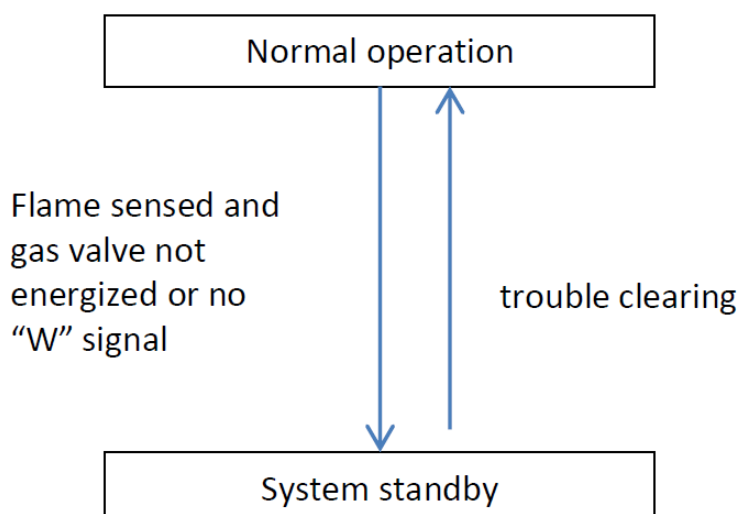 Normal operation
Flame sensed and
gas valve not
energized or no
“W” signal
trouble clearing
System standby